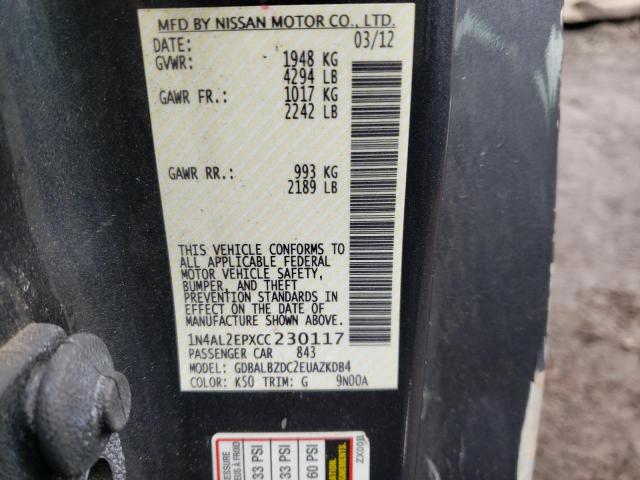 MFD BY NISSAN MOTOR CO., LTD.
DATE: 03/12
GVWR: 1948 KG
4294 LB
GAWR FR.: 1017 KG
2242 LB
GAWR RR.: 993 KG
2189 LB
THIS VEHICLE CONFORMS TO
ALL APPLICABLE FEDERAL
MOTOR VEHICLE SAFETY,
BUMPER, AND THEFT
PREVENTION STANDARDS IN
EFFECT ON THE DATE OF
MANUFACTURE SHOWN ABOVE.
1N4AL2EPXCC230117
PASSENGER CAR 843
MODEL: GDBALBZDC2EUAZKDB4
COLOR: K50 TRIM: G 9N00A
PRESSURE
À FROID
33 PSI
33 PSI
60 PSI
ZX00B